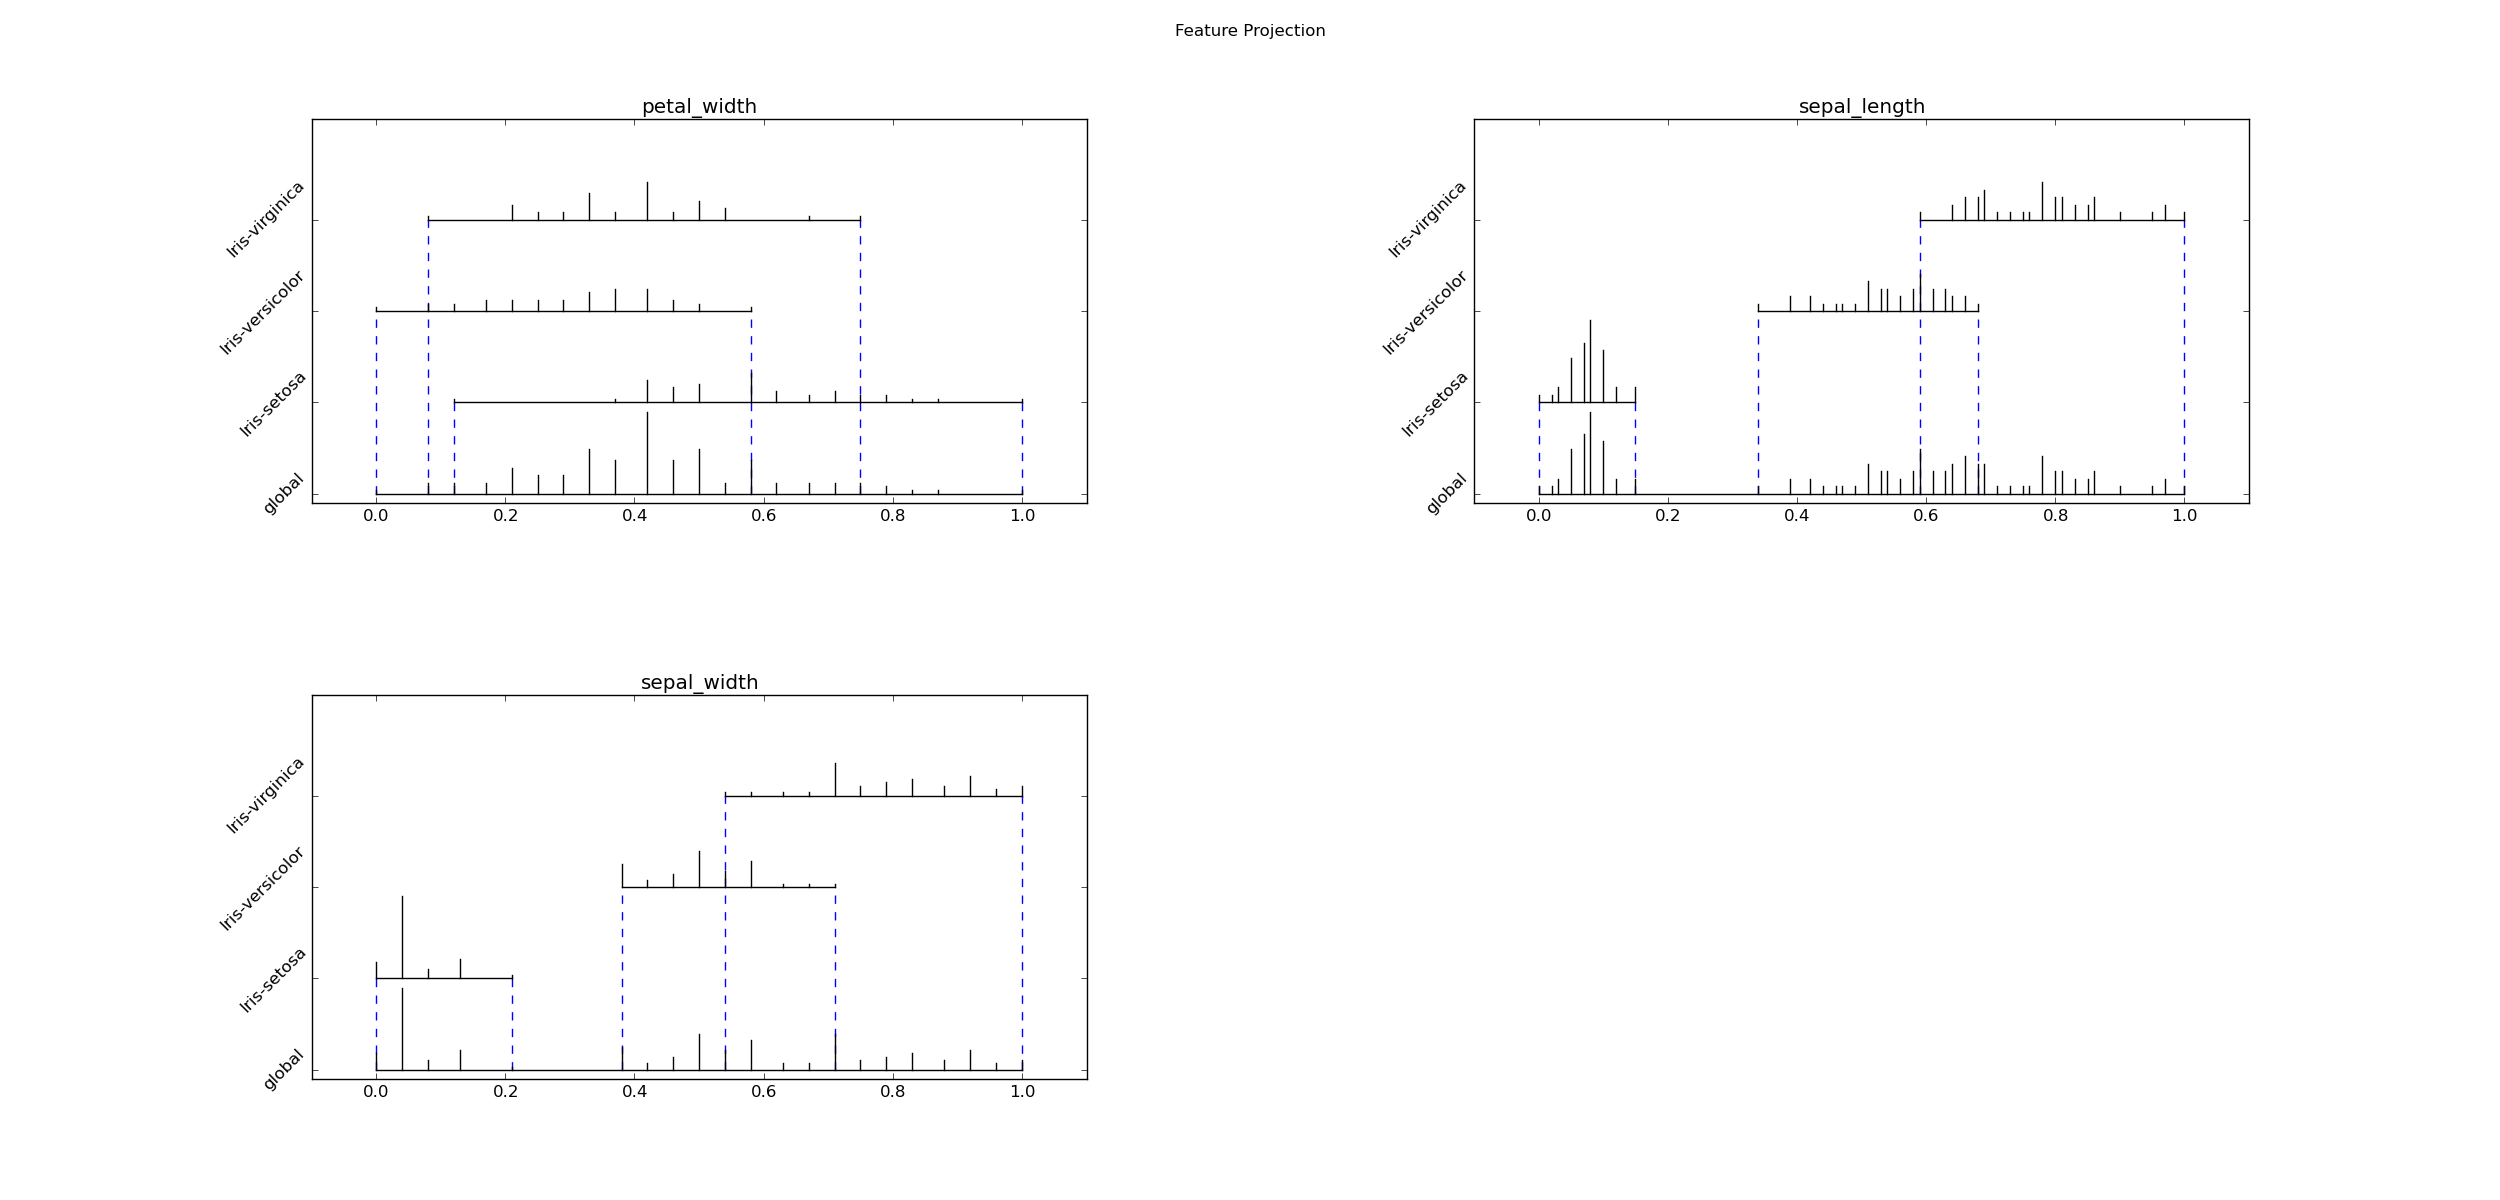 Feature Projection
petal_width
Iris-virginica
Iris-versicolor
Iris-setosa
global
0.0 0.2 0.4 0.6 0.8 1.0
sepal_length
Iris-virginica
Iris-versicolor
Iris-setosa
global
0.0 0.2 0.4 0.6 0.8 1.0
sepal_width
Iris-virginica
Iris-versicolor
Iris-setosa
global
0.0 0.2 0.4 0.6 0.8 1.0